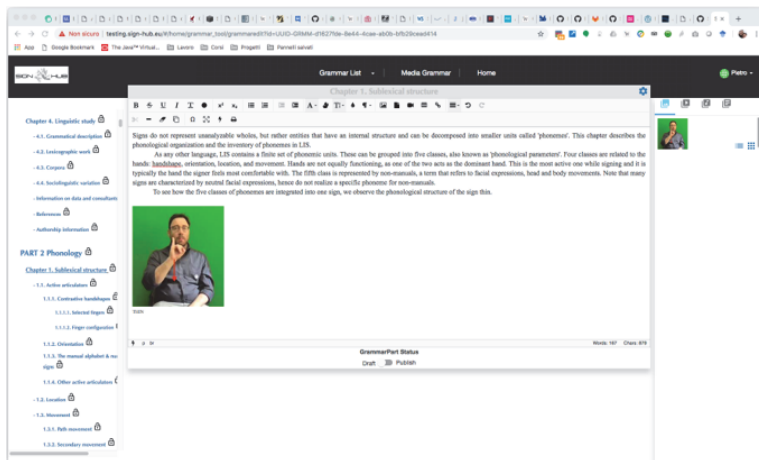 Non sicuro | testing.sign-hub.eu/#/home/grammar_tool/grammaredit?id=UUID-GRMM-d1627fde-8e44-4cae-ab0b-bfb29cead414
App Google Bookmark The Java™ Virtual... Lavoro Corsi Progetti Pannelli salvati
SIGN HUB
Grammar List Media Grammar Home
Pietro
Chapter 4. Linguistic study
- 4.1. Grammatical description
- 4.2. Lexicographic work
- 4.3. Corpora
- 4.4. Sociolinguistic variation
- Information on data and consultants
- References
- Authorship information
PART 2 Phonology
Chapter 1. Sublexical structure
- 1.1. Active articulators
1.1.1. Contrastive handshapes
1.1.1.1. Selected fingers
1.1.1.2. Finger configuration
1.1.2. Orientation
1.1.3. The manual alphabet &
signs
1.1.4. Other active articulators
- 1.2. Location
- 1.3. Movement
1.3.1. Path movement
1.3.2. Secondary movement
Chapter 1. Sublexical structure
Signs do not represent unanalyzable wholes, but rather entities that have an internal structure and can be decomposed into smaller units called 'phonemes'. This chapter describes the
phonological organization and the inventory of phonemes in LIS.
As any other language, LIS contains a finite set of phonemic units. These can be grouped into five classes, also known as 'phonological parameters'. Four classes are related to the
hands: handshape, orientation, location, and movement. Hands are not equally functioning, as one of the two acts as the dominant hand. This is the most active one while signing and it is
typically the hand the signer feels most comfortable with. The fifth class is represented by non-manuals, a term that refers to facial expressions, head and body movements. Note that many
signs are characterized by neutral facial expressions, hence do not realize a specific phoneme for non-manuals.
To see how the five classes of phonemes are integrated into one sign, we observe the phonological structure of the sign thin.
THIN
Words: 167 Chars: 879
GrammarPart Status
Draft Publish